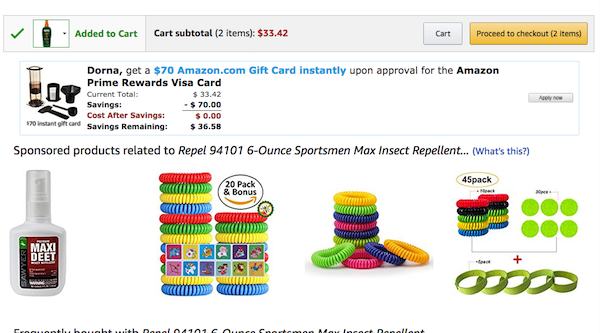 Added to Cart
Cart subtotal (2 items): $33.42
Cart
Proceed to checkout (2 items)
Dorna, get a $70 Amazon.com Gift Card instantly upon approval for the Amazon
Prime Rewards Visa Card
Current Total: $ 33.42
Savings: - $ 70.00
Cost After Savings: $ 0.00
Savings Remaining: $ 36.58
$70 instant gift card
Apply now
Sponsored products related to Repel 94101 6-Ounce Sportsmen Max Insect Repellent... (What's this?)
SAWYER
MAXI
DEET
20 Pack
& Bonus
45pack
10pack
30pcs
5pack
Frequently bought with Repel 94101 6-Ounce Sportsmen Max Insect Repellent